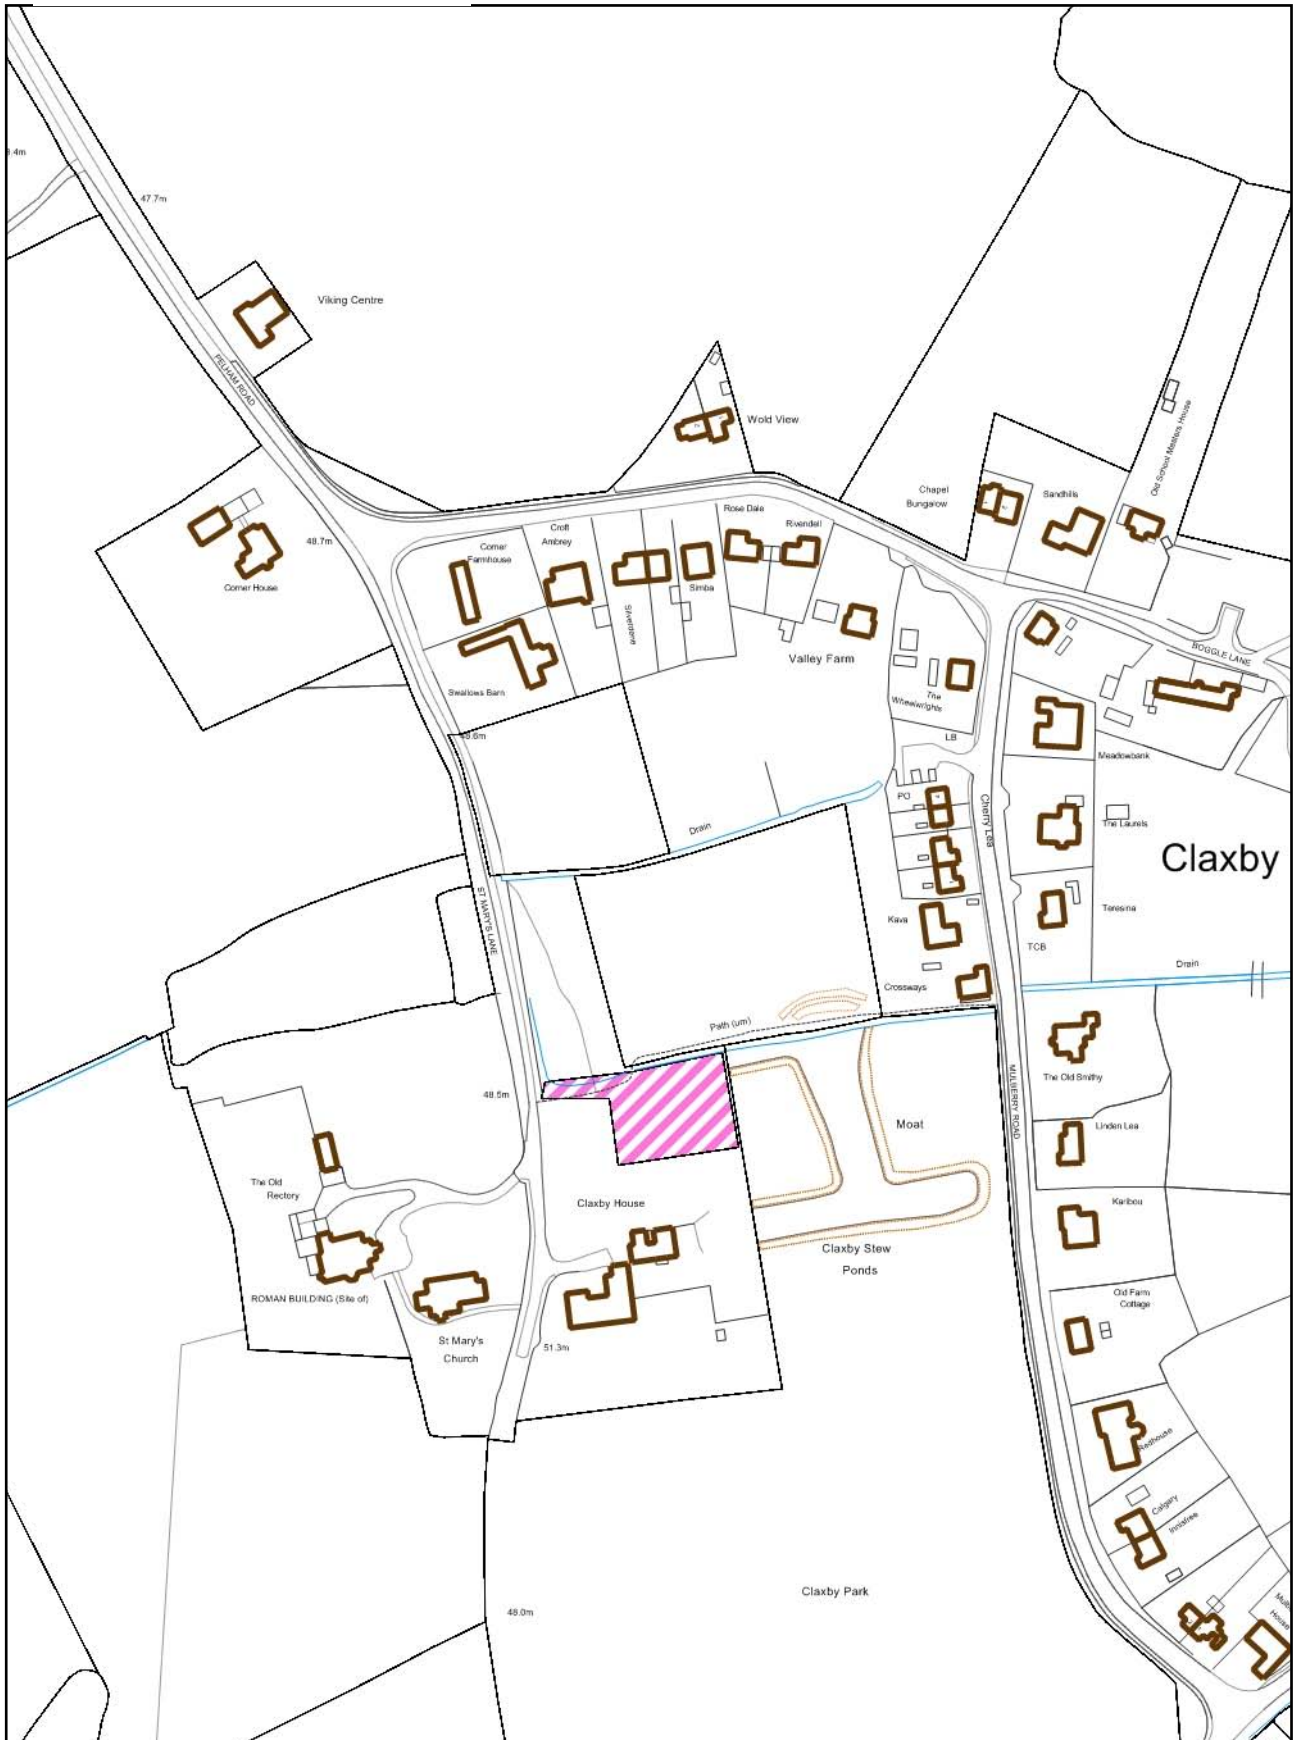 47.7m
Viking Centre
PELHAM ROAD
Wold View
Old School Masters House
Chapel
Bungalow
Sandhills
48.7m
Corner House
Corner
Farmhouse
Croft
Ambrey
Silverdene
Simba
Rose Dale
Rivendell
Valley Farm
The
Wheelwrights
LB
BOGGLE LANE
Swallows Barn
48.6m
Meadowbank
PO
Cherry Lea
The Laurels
Claxby
Drain
Teresina
TCB
Kava
Crossways
Drain
ST MARY'S LANE
Path (um)
The Old Smithy
MULBERRY ROAD
48.5m
Moat
Linden Lea
The Old
Rectory
Claxby House
Karibou
Claxby Stew
Ponds
ROMAN BUILDING (Site of)
Old Farm
Cottage
St Mary's
Church
51.3m
Redhouse
Calgary
Innisfree
Claxby Park
48.0m
House